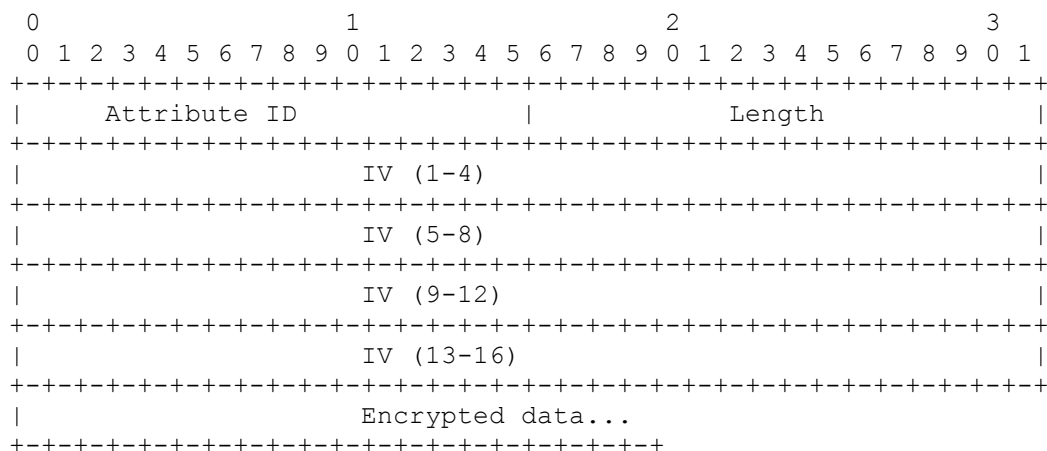 0                   1                   2                   3
 0 1 2 3 4 5 6 7 8 9 0 1 2 3 4 5 6 7 8 9 0 1 2 3 4 5 6 7 8 9 0 1
+-+-+-+-+-+-+-+-+-+-+-+-+-+-+-+-+-+-+-+-+-+-+-+-+-+-+-+-+-+-+-+-+
|     Attribute ID              |            Length             |
+-+-+-+-+-+-+-+-+-+-+-+-+-+-+-+-+-+-+-+-+-+-+-+-+-+-+-+-+-+-+-+-+
|                     IV (1-4)                                  |
+-+-+-+-+-+-+-+-+-+-+-+-+-+-+-+-+-+-+-+-+-+-+-+-+-+-+-+-+-+-+-+-+
|                     IV (5-8)                                  |
+-+-+-+-+-+-+-+-+-+-+-+-+-+-+-+-+-+-+-+-+-+-+-+-+-+-+-+-+-+-+-+-+
|                     IV (9-12)                                 |
+-+-+-+-+-+-+-+-+-+-+-+-+-+-+-+-+-+-+-+-+-+-+-+-+-+-+-+-+-+-+-+-+
|                     IV (13-16)                                |
+-+-+-+-+-+-+-+-+-+-+-+-+-+-+-+-+-+-+-+-+-+-+-+-+-+-+-+-+-+-+-+-+
|                     Encrypted data...
+-+-+-+-+-+-+-+-+-+-+-+-+-+-+-+-+-+-+-+-+